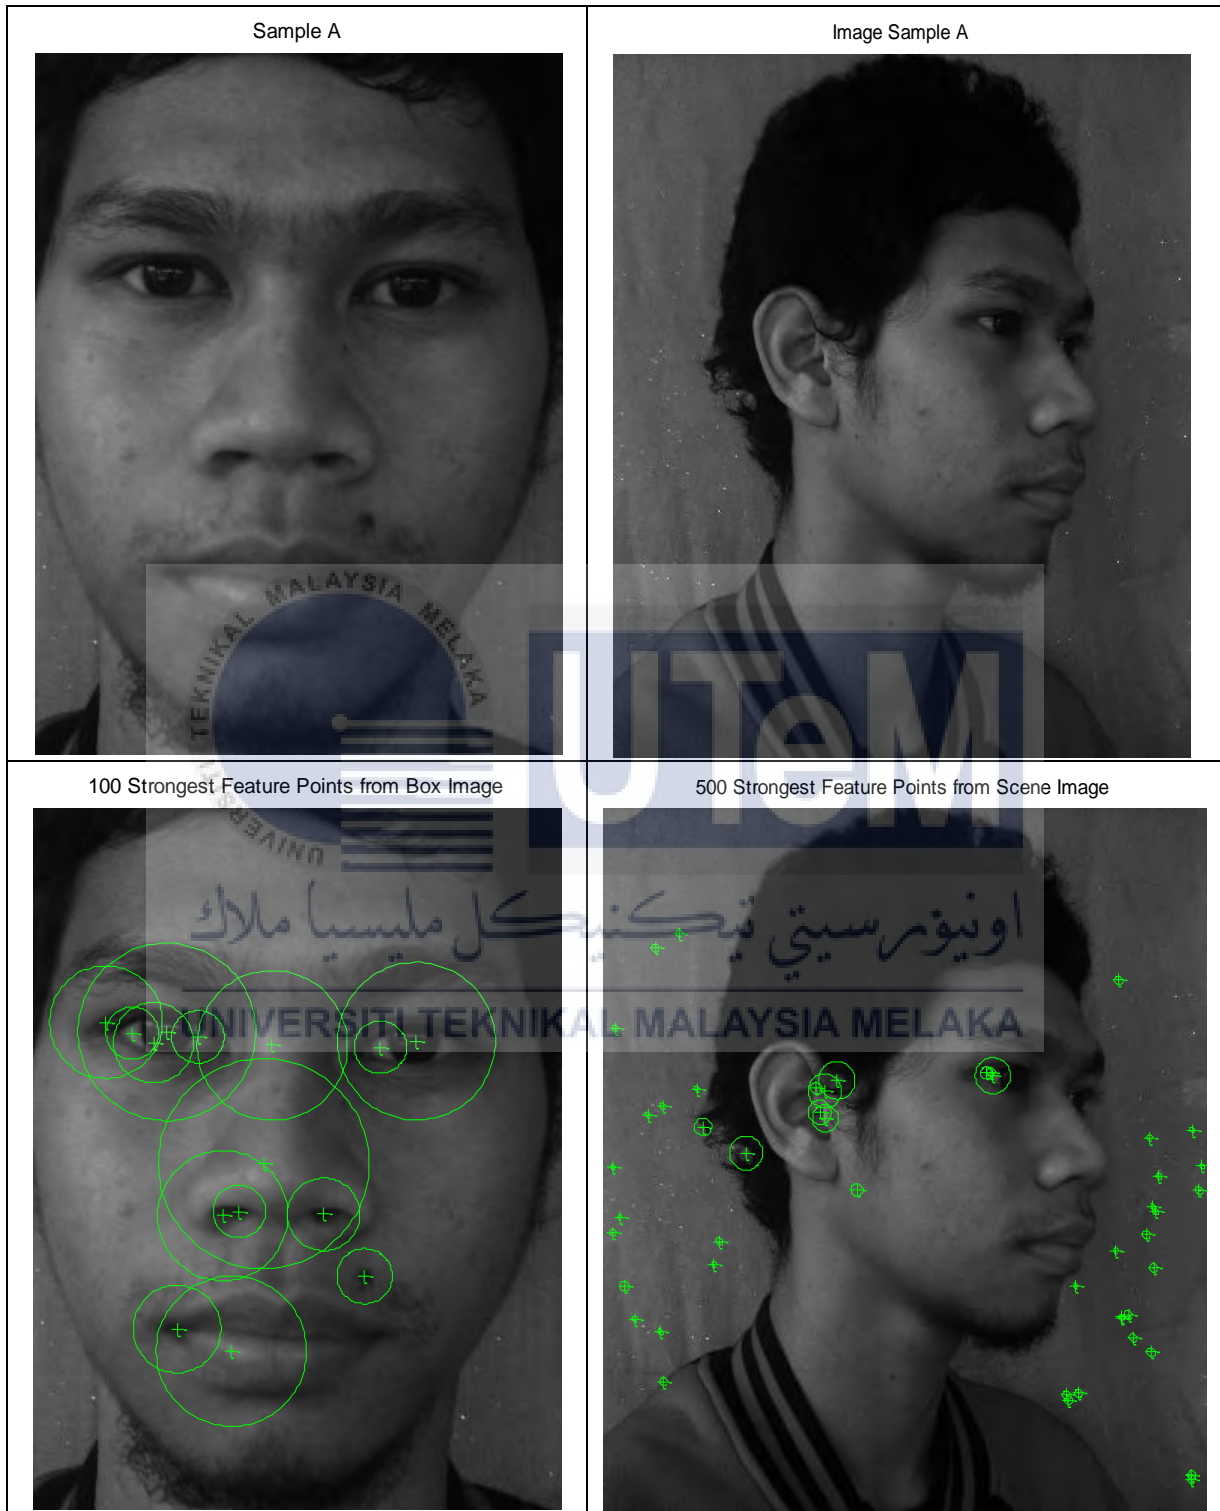 Sample A
Image Sample A
UNIVERSITI TEKNIKAL MALAYSIA MELAKA
UTeM
100 Strongest Feature Points from Box Image
500 Strongest Feature Points from Scene Image
اونيۏرسيتي تيكنيكل مليسيا ملاك
UNIVERSITI TEKNIKAL MALAYSIA MELAKA